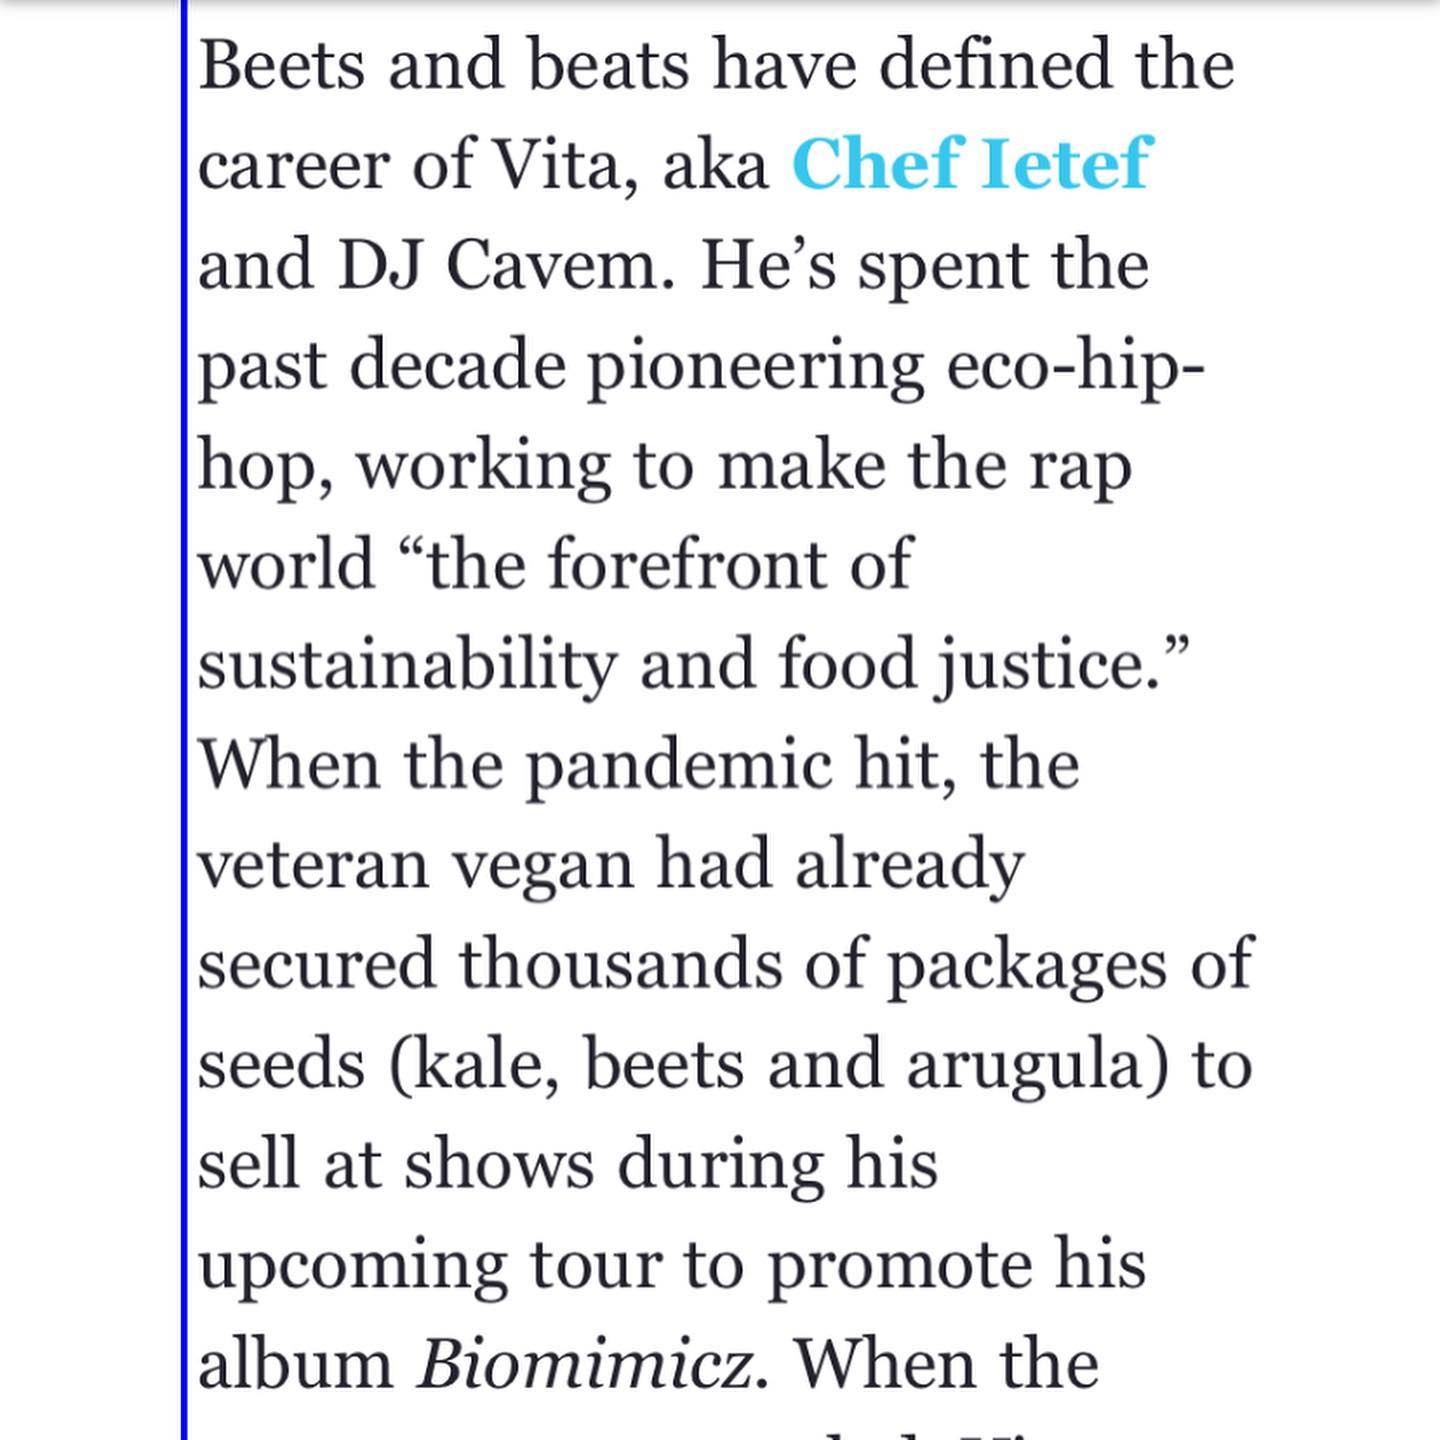 Beets and beats have defined the
career of Vita, aka Chef Ietef
and DJ Cavem. He’s spent the
past decade pioneering eco-hip-
hop, working to make the rap
world “the forefront of
sustainability and food justice.”
When the pandemic hit, the
veteran vegan had already
secured thousands of packages of
seeds (kale, beets and arugula) to
sell at shows during his
upcoming tour to promote his
album Biomimicz. When the